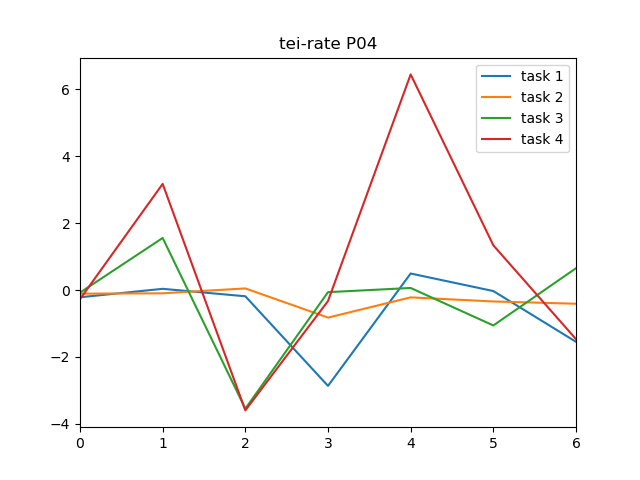 tei-rate P04
task 1
task 2
task 3
task 4
6
4
2
0
−2
−4
0 1 2 3 4 5 6